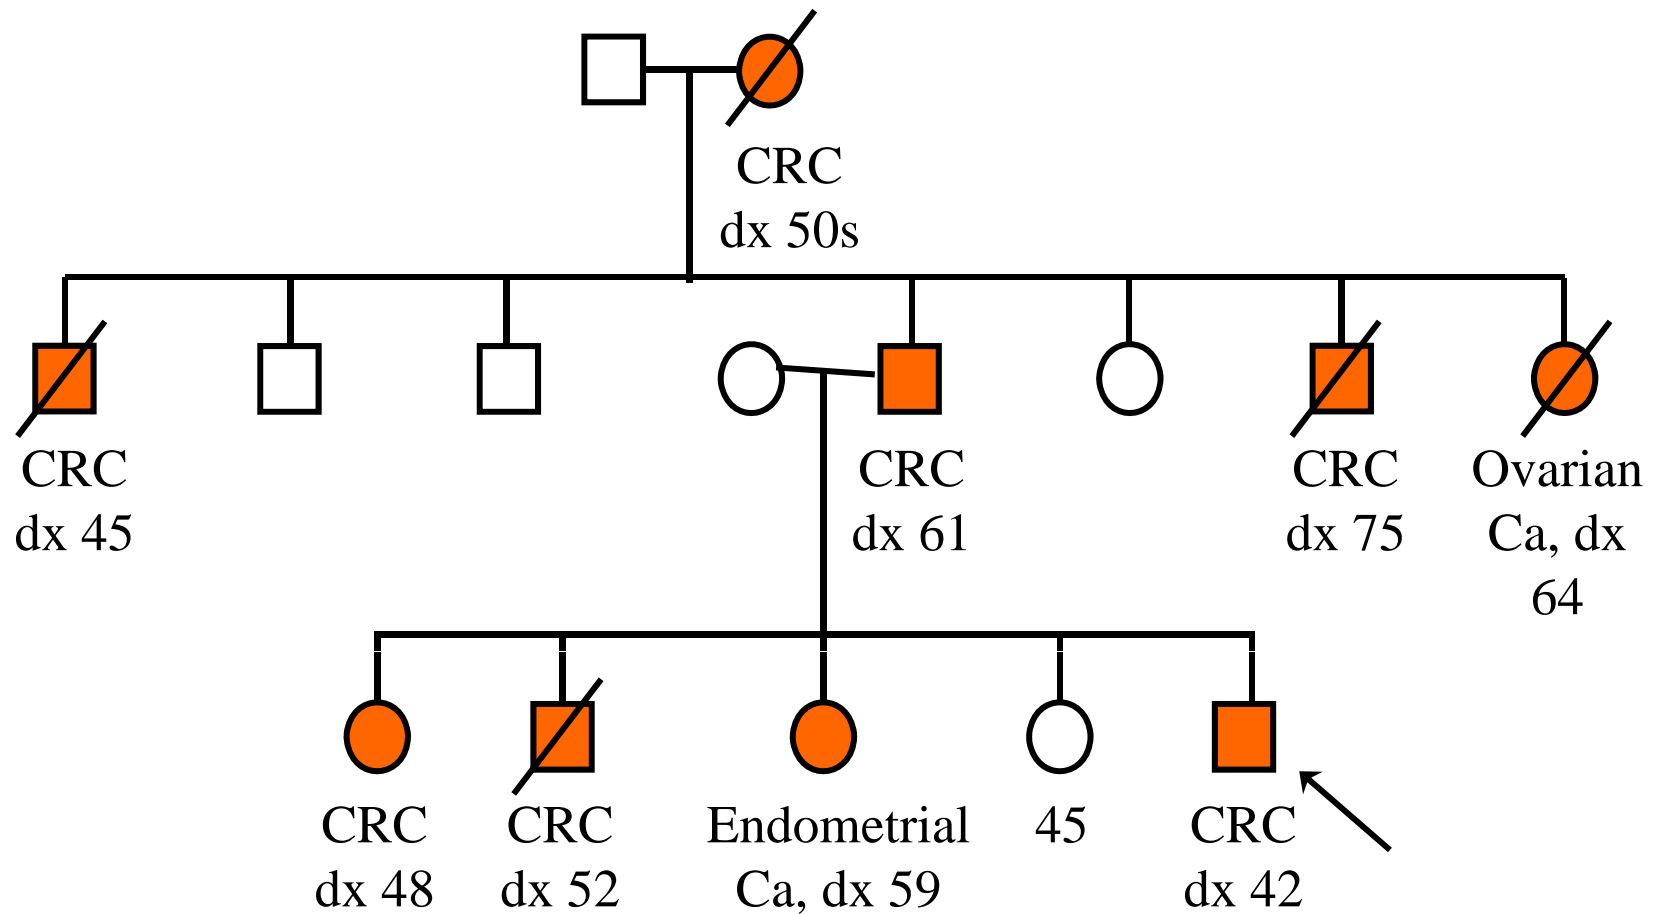 CRC
dx 50s
CRC
dx 45
CRC
dx 61
CRC
dx 75
Ovarian
Ca, dx
64
CRC
dx 48
CRC
dx 52
Endometrial
Ca, dx 59
45
CRC
dx 42